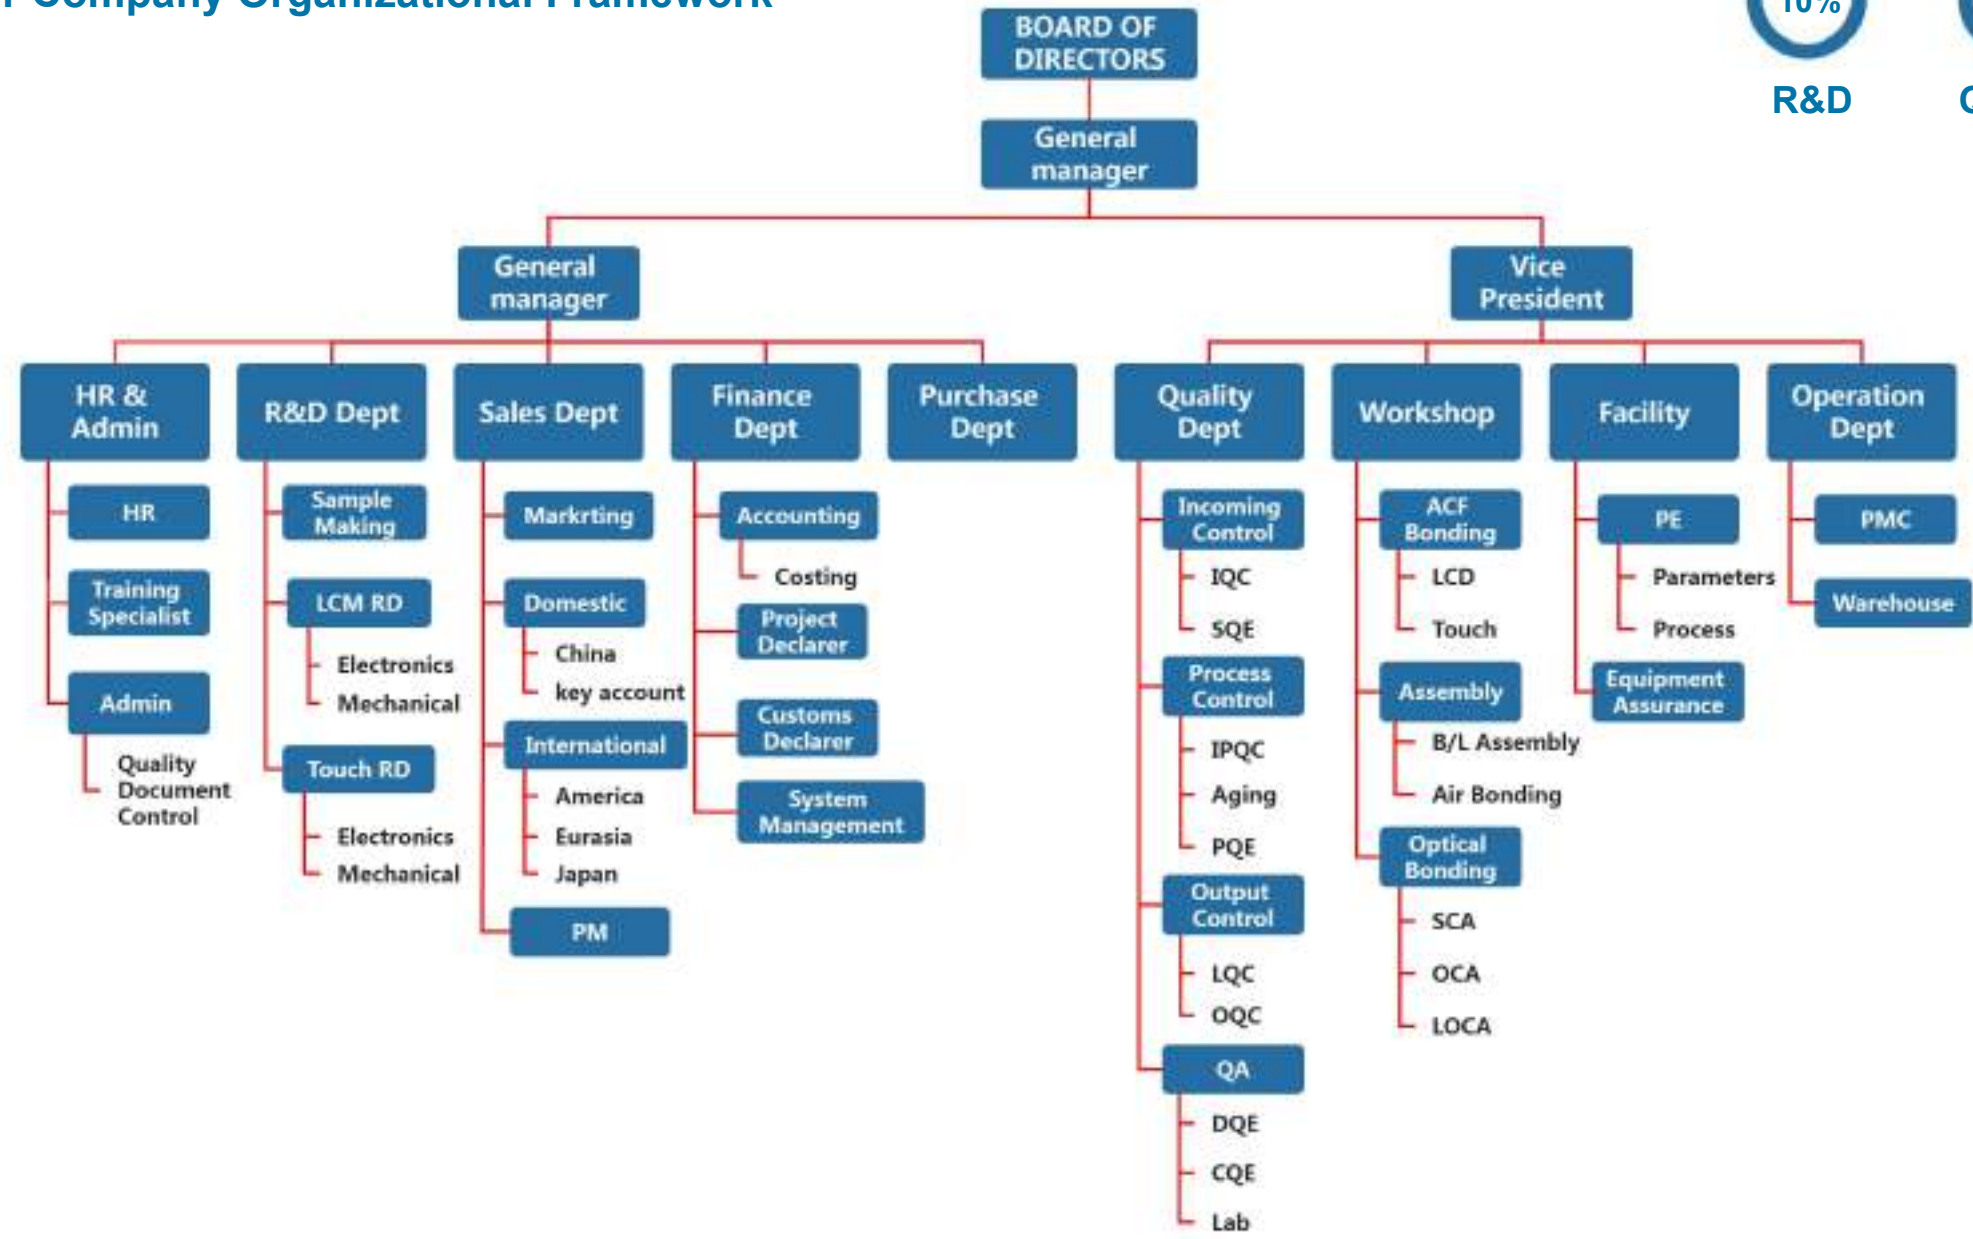 Company Organizational Framework
10%
R&D
BOARD OF
DIRECTORS
General
manager
General
manager
Vice
President
HR &
Admin
HR
Training
Specialist
Admin
Quality
Document
Control
R&D Dept
Sample
Making
LCM RD
Electronics
Mechanical
Touch RD
Electronics
Mechanical
Sales Dept
Markrting
Domestic
China
key account
International
America
Eurasia
Japan
PM
Finance
Dept
Accounting
Costing
Project
Declarer
Customs
Declarer
System
Management
Purchase
Dept
Quality
Dept
Incoming
Control
IQC
SQE
Process
Control
IPQC
Aging
PQE
Output
Control
LQC
OQC
QA
DQE
CQE
Lab
Workshop
ACF
Bonding
LCD
Touch
Assembly
B/L Assembly
Air Bonding
Optical
Bonding
SCA
OCA
LOCA
Facility
PE
Parameters
Process
Equipment
Assurance
Operation
Dept
PMC
Warehouse